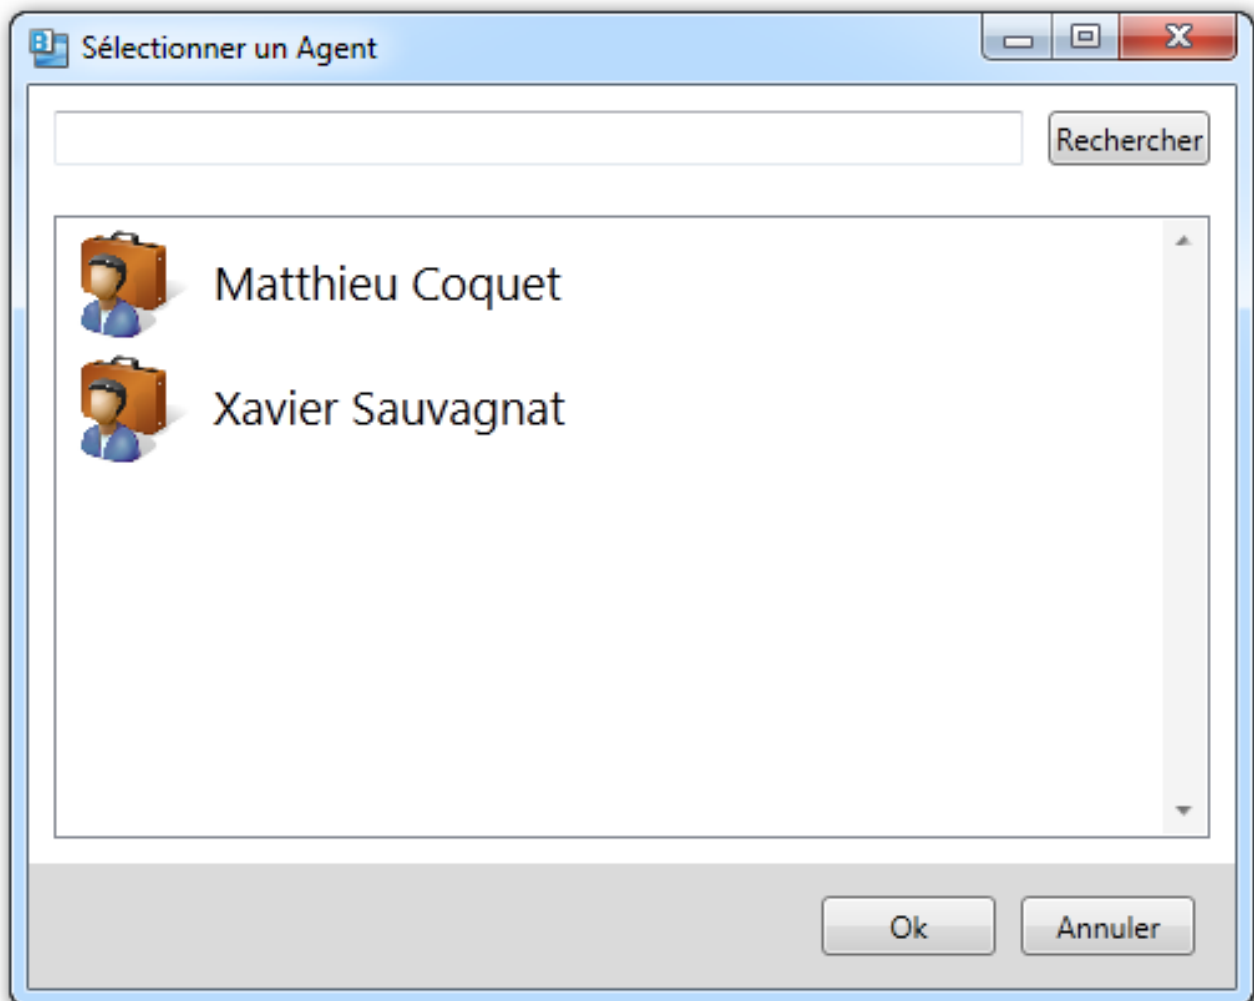 Sélectionner un Agent
Rechercher
Matthieu Coquet
Xavier Sauvagnat
Ok Annuler